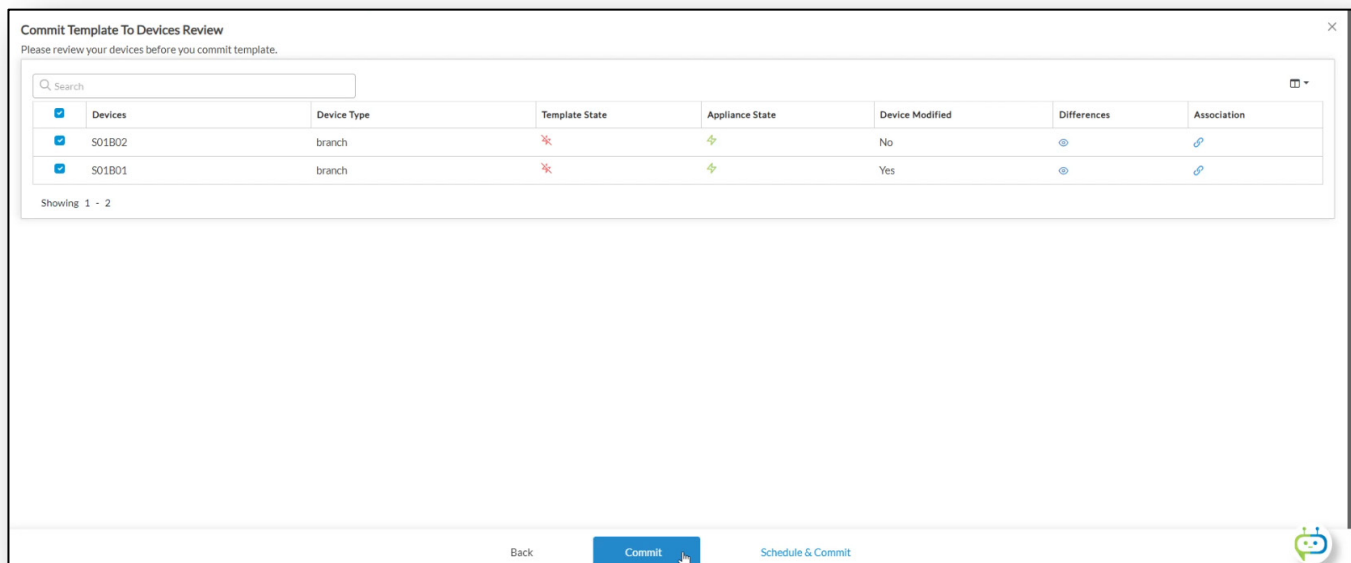 Commit Template To Devices Review
Please review your devices before you commit template.
Search
Devices Device Type Template State Appliance State Device Modified Differences Association
S01B02 branch No
S01B01 branch Yes
Showing 1 - 2
Back Commit Schedule & Commit